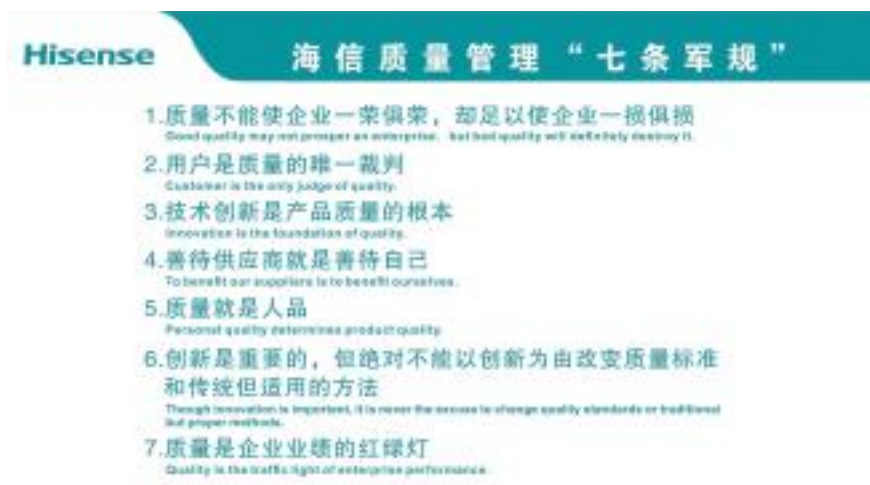 Hisense
海信质量管理“七条军规”
1.质量不能使企业一荣俱荣，却足以使企业一损俱损
Good quality may not prosper an enterprise, but bad quality will definitely destroy it.
2.用户是质量的唯一裁判
Customer is the only judge of quality.
3.技术创新是产品质量的根本
Innovation is the foundation of quality.
4.善待供应商就是善待自己
To benefit our suppliers is to benefit ourselves.
5.质量就是人品
Personal quality determines product quality.
6.创新是重要的，但绝对不能以创新为由改变质量标准
和传统但适用的方法
Though innovation is important, it is never the excuse to change quality standards or traditional
but proper methods.
7.质量是企业业绩的红绿灯
Quality is the traffic light of enterprise performance.